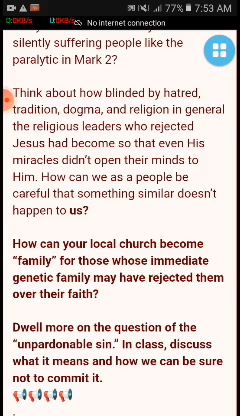 77% 7:53 AM
U:0KB/s No internet connection
silently suffering people like the
paralytic in Mark 2?
Think about how blinded by hatred,
tradition, dogma, and religion in general
the religious leaders who rejected
Jesus had become so that even His
miracles didn't open their minds to
Him. How can we as a people be
careful that something similar doesn't
happen to us?
How can your local church become
“family” for those whose immediate
genetic family may have rejected them
over their faith?
Dwell more on the question of the
“unpardonable sin.” In class, discuss
what it means and how we can be sure
not to commit it.